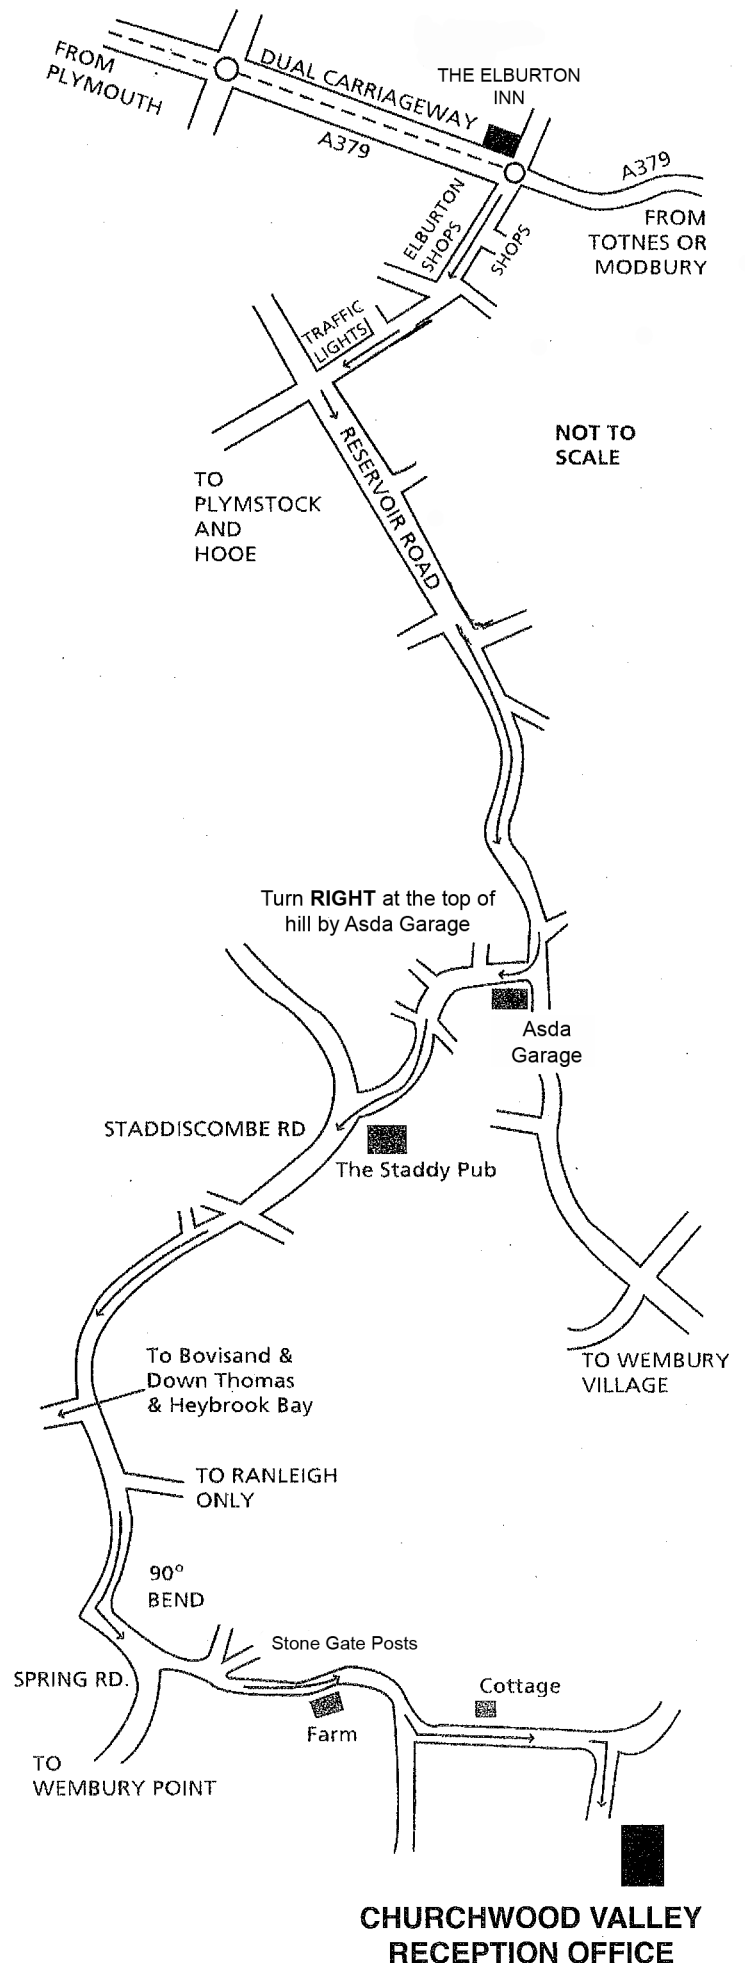 FROM
PLYMOUTH
DUAL CARRIAGEWAY
A379
THE ELBURTON
INN
A379
FROM
TOTNES OR
MODBURY
ELBURTON
SHOPS
SHOPS
TRAFFIC
LIGHTS
NOT TO
SCALE
TO
PLYMSTOCK
AND
HOOE
RESERVOIR ROAD
Turn RIGHT at the top of
hill by Asda Garage
Asda
Garage
STADDISCOMBE RD
The Staddy Pub
To Bovisand &
Down Thomas
& Heybrook Bay
TO WEMBURY
VILLAGE
TO RANLEIGH
ONLY
90°
BEND
Stone Gate Posts
SPRING RD.
Cottage
Farm
TO
WEMBURY POINT
CHURCHWOOD VALLEY
RECEPTION OFFICE